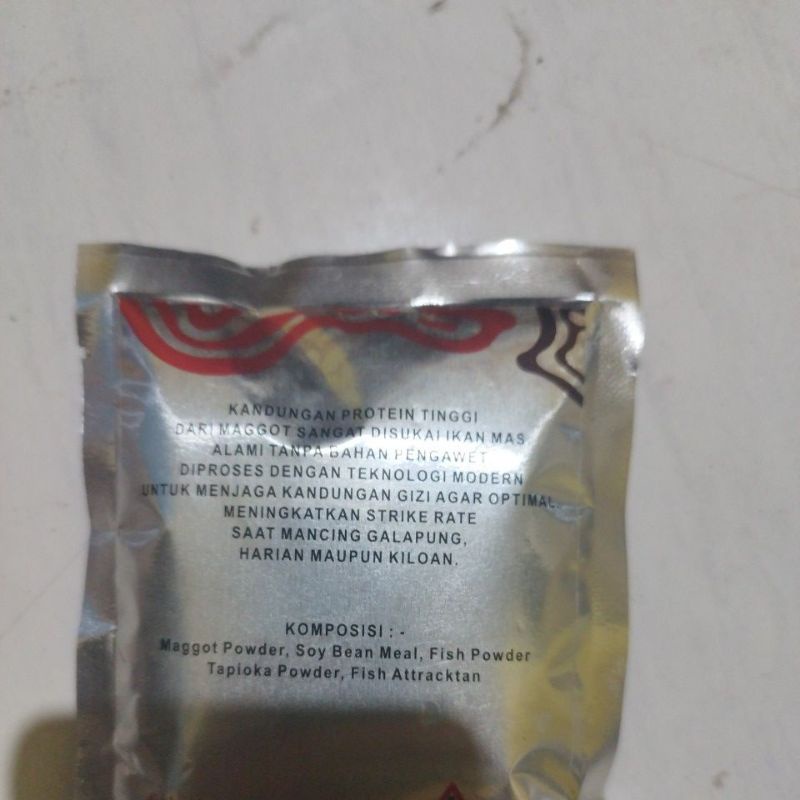 KANDUNGAN PROTEIN TINGGI
DARI MAGGOT SANGAT DISUKAI IKAN MAS
ALAMI TANPA BAHAN PENGAWET
DIPROSES DENGAN TEKNOLOGI MODERN
UNTUK MENJAGA KANDUNGAN GIZI AGAR OPTIMAL.
MENINGKATKAN STRIKE RATE
SAAT MANCING GALAPUNG,
HARIAN MAUPUN KILOAN.
KOMPOSISI : -
Maggot Powder, Soy Bean Meal, Fish Powder
Tapioka Powder, Fish Attracktan